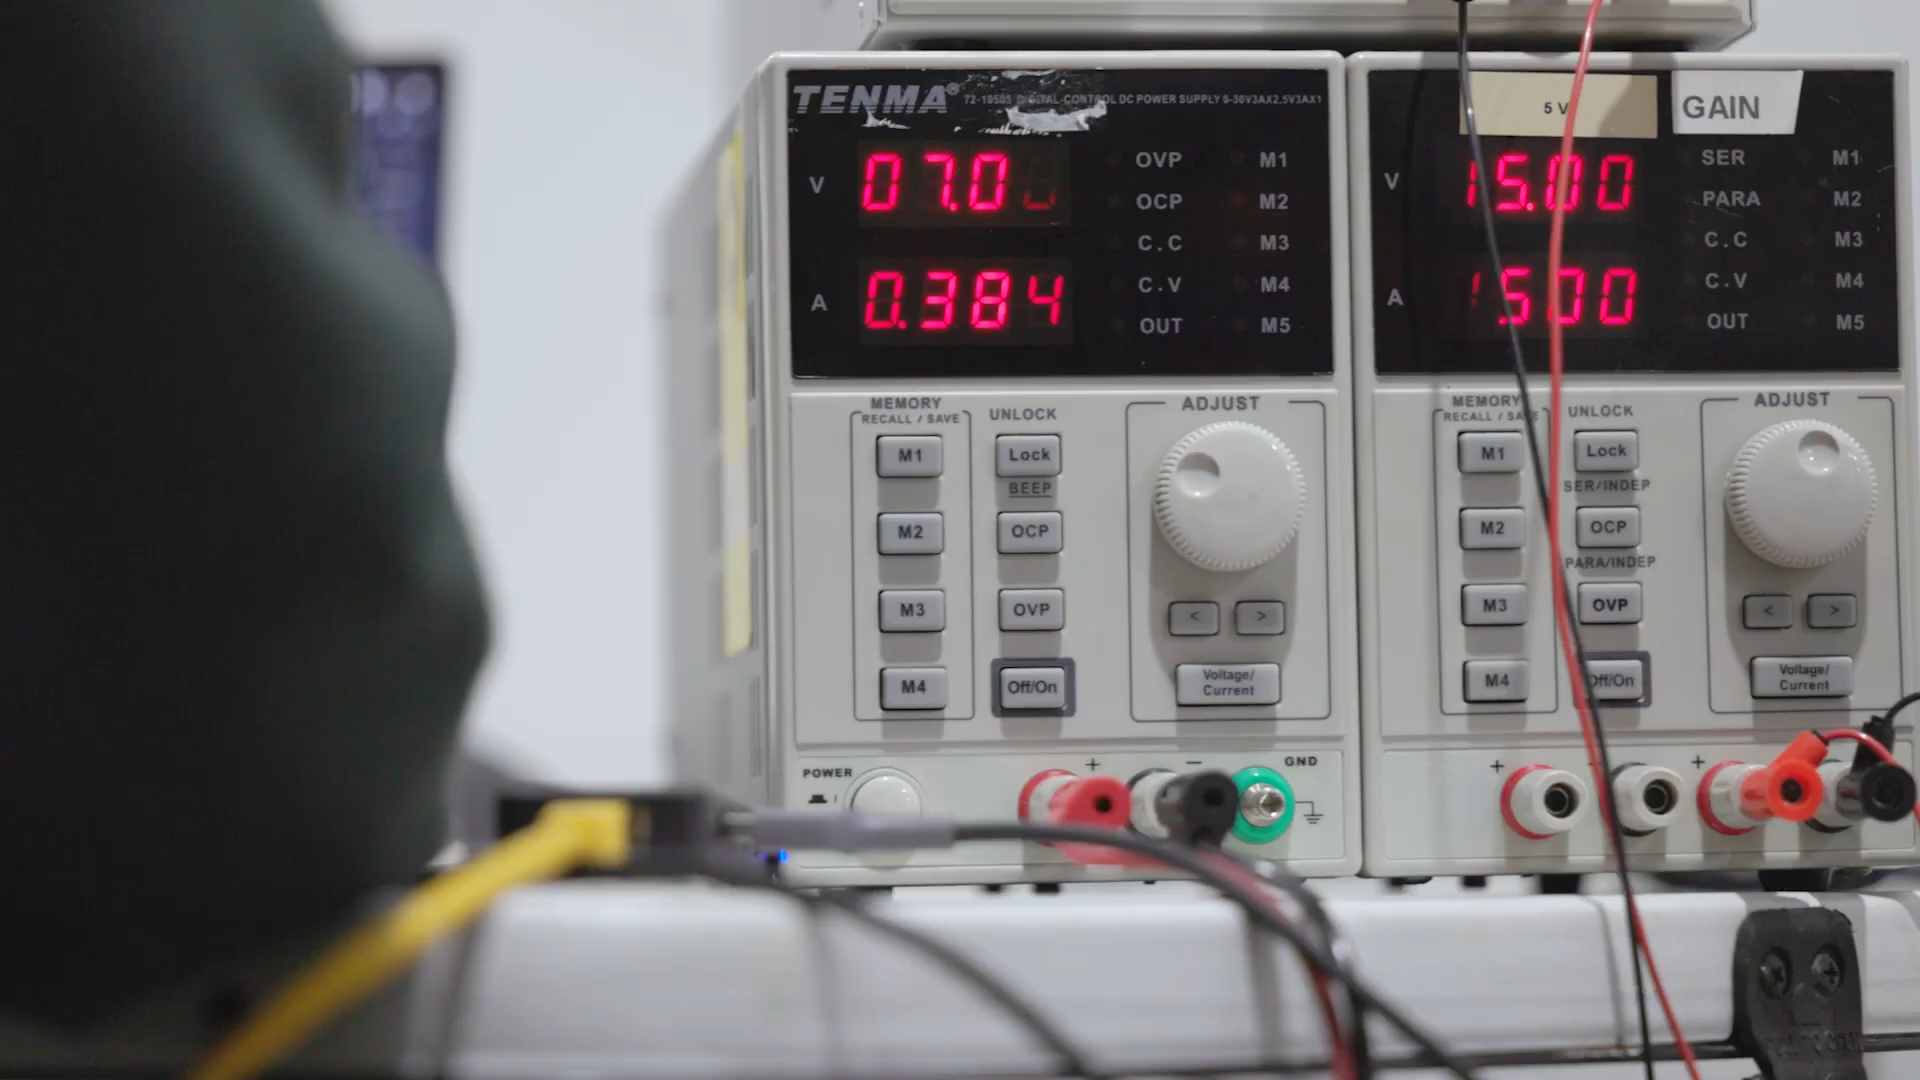 TENMA® 72-10505 DIGITAL-CONTROL DC POWER SUPPLY 0-30V3AX2.5V3AX1
V 07.0
A 0.384
OVP M1
OCP M2
C.C M3
C.V M4
OUT M5
MEMORY
RECALL / SAVE
UNLOCK
ADJUST
M1 Lock
BEEP
M2 OCP
M3 OVP
< >
M4 Off/On
Voltage/
Current
POWER
+ − GND
5 V
GAIN
V 15.00
A 1500
SER M1
PARA M2
C.C M3
C.V M4
OUT M5
MEMORY
RECALL / SAVE
UNLOCK
ADJUST
M1 Lock
SER/INDEP
M2 OCP
PARA/INDEP
M3 OVP
< >
M4 Off/On
Voltage/
Current
+ − +